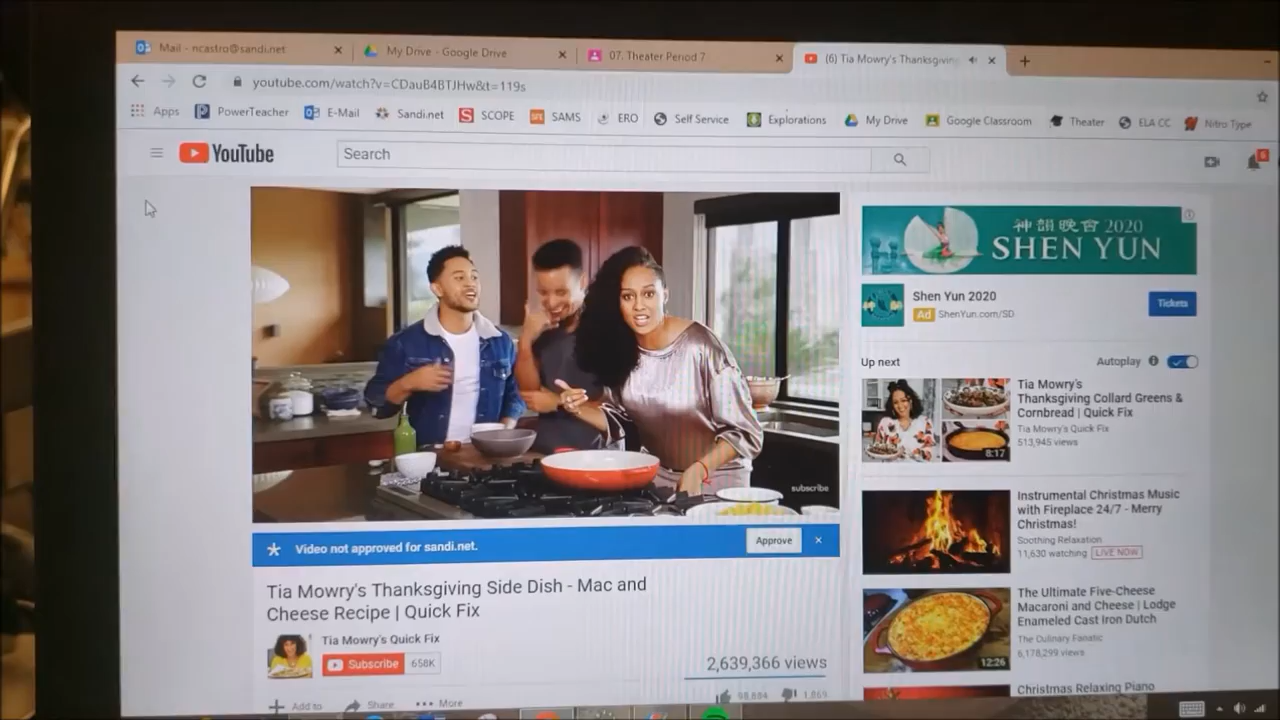 Mail - ncastro@sandi.net
My Drive - Google Drive
07. Theater Period 7
(6) Tia Mowry's Thanksgiving
youtube.com/watch?v=CDauB4BTJHw&t=119s
Apps
PowerTeacher
E-Mail
Sandi.net
SCOPE
SAMS
ERO
Self Service
Explorations
My Drive
Google Classroom
Theater
ELA CC
Nitro Type
YouTube
Search
6
subscribe
Video not approved for sandi.net.
Approve
Tia Mowry's Thanksgiving Side Dish - Mac and
Cheese Recipe | Quick Fix
Tia Mowry's Quick Fix
Subscribe 658K
2,639,366 views
Add to
Share
More
98,884
1,869
神韻晚會 2020
SHEN YUN
Shen Yun 2020
Ad ShenYun.com/SD
Tickets
Up next
Autoplay
Tia Mowry's
Thanksgiving Collard Greens &
Cornbread | Quick Fix
Tia Mowry's Quick Fix
513,945 views
8:17
Instrumental Christmas Music
with Fireplace 24/7 - Merry
Christmas!
Soothing Relaxation
11,630 watching LIVE NOW
The Ultimate Five-Cheese
Macaroni and Cheese | Lodge
Enameled Cast Iron Dutch
The Culinary Fanatic
6,178,299 views
12:26
Christmas Relaxing Piano